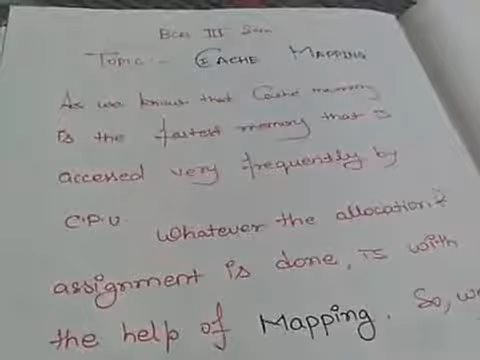 BCA III Sem
Topic:- CACHE MAPPING
As we know that Cache memory
is the fastest memory that is
accessed very frequently by
C.P.U. Whatever the allocation &
assignment is done, is with
the help of Mapping. So, we